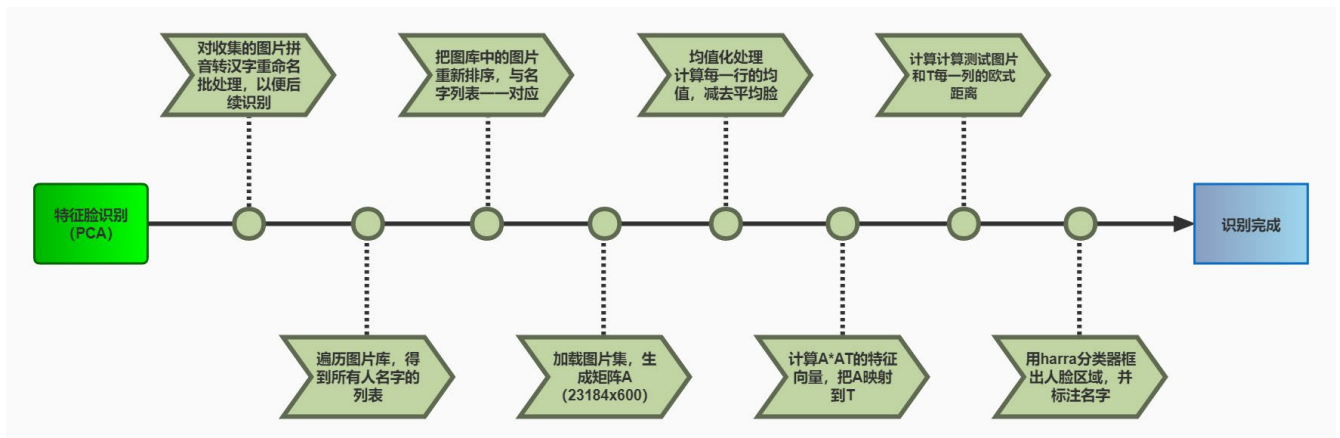 对收集的图片拼
音转汉字重命名
批处理，以便后
续识别
把图库中的图片
重新排序，与名
字列表一一对应
均值化处理
计算每一行的均
值，减去平均脸
计算计算测试图片
和T每一列的欧式
距离
特征脸识别
（PCA）
识别完成
遍历图片库，得
到所有人名字的
列表
加载图片集，生
成矩阵A
（23184x600）
计算A*AT的特征
向量，把A映射
到T
用harra分类器框
出人脸区域，并
标注名字